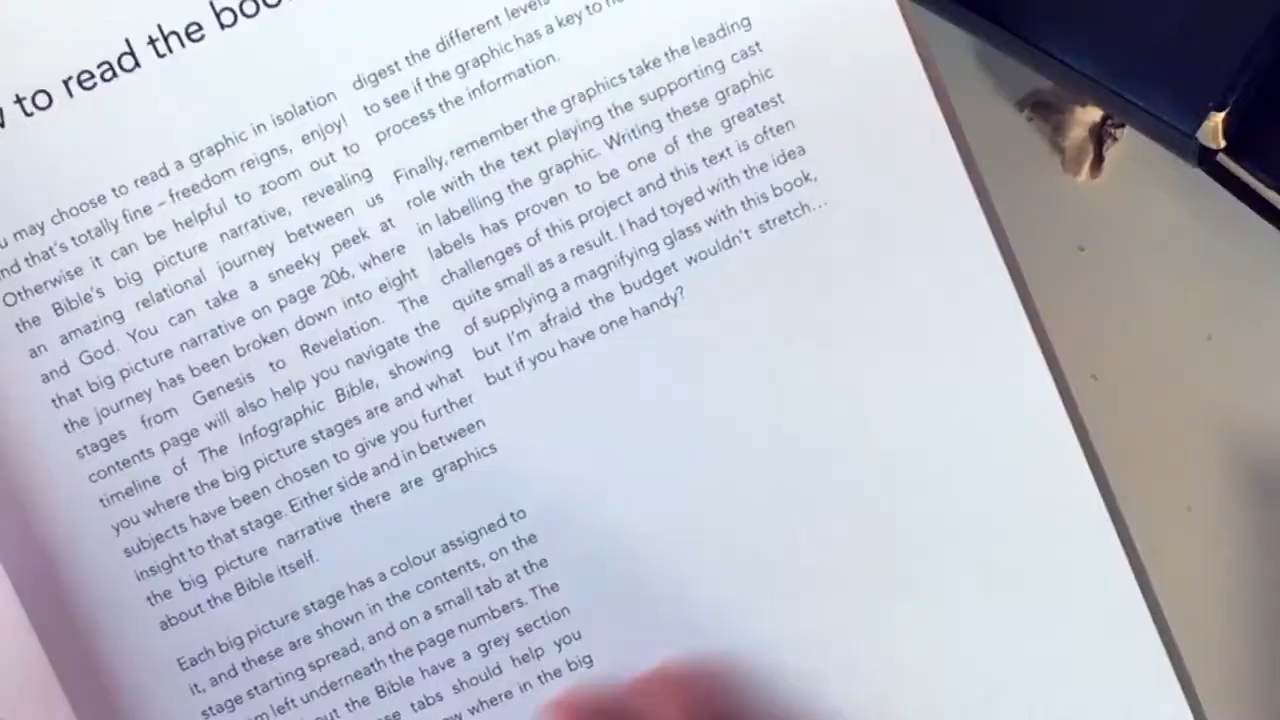 to read the boo
may choose to read a graphic in isolation
and that's totally fine – freedom reigns, enjoy!
Otherwise it can be helpful to zoom out to
the Bible's big picture narrative, revealing
an amazing relational journey between us
and God. You can take a sneeky peek at
that big picture narrative on page 206, where
the journey has been broken down into eight
stages from Genesis to Revelation. The
contents page will also help you navigate the
timeline of The Infographic Bible, showing
you where the big picture stages are and what
subjects have been chosen to give you further
insight to that stage. Either side and in between
the big picture narrative there are graphics
about the Bible itself.
Each big picture stage has a colour assigned to
it, and these are shown in the contents, on the
stage starting spread, and on a small tab at the
left underneath the page numbers. The
the Bible have a grey section
tabs should help you
where in the big
digest the different levels
to see if the graphic has a key to
process the information.
Finally, remember the graphics take the leading
role with the text playing the supporting cast
in labelling the graphic. Writing these graphic
labels has proven to be one of the greatest
challenges of this project and this text is often
quite small as a result. I had toyed with the idea
of supplying a magnifying glass with this book,
but I'm afraid the budget wouldn't stretch...
but if you have one handy?